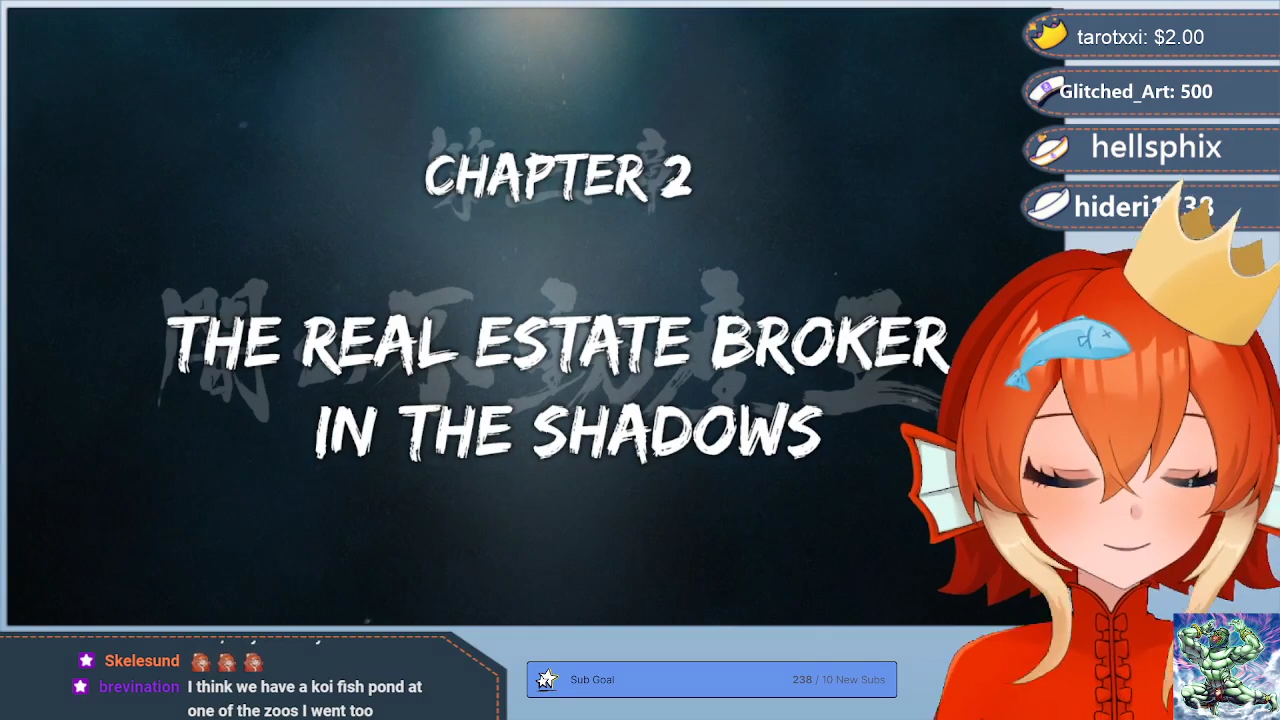 tarotxxi: $2.00
Glitched_Art: 500
hellsphix
CHAPTER 2
THE REAL ESTATE BROKER
IN THE SHADOWS
Skelesund
brevination I think we have a koi fish pond at
one of the zoos I went too
Sub Goal 238 / 10 New Subs